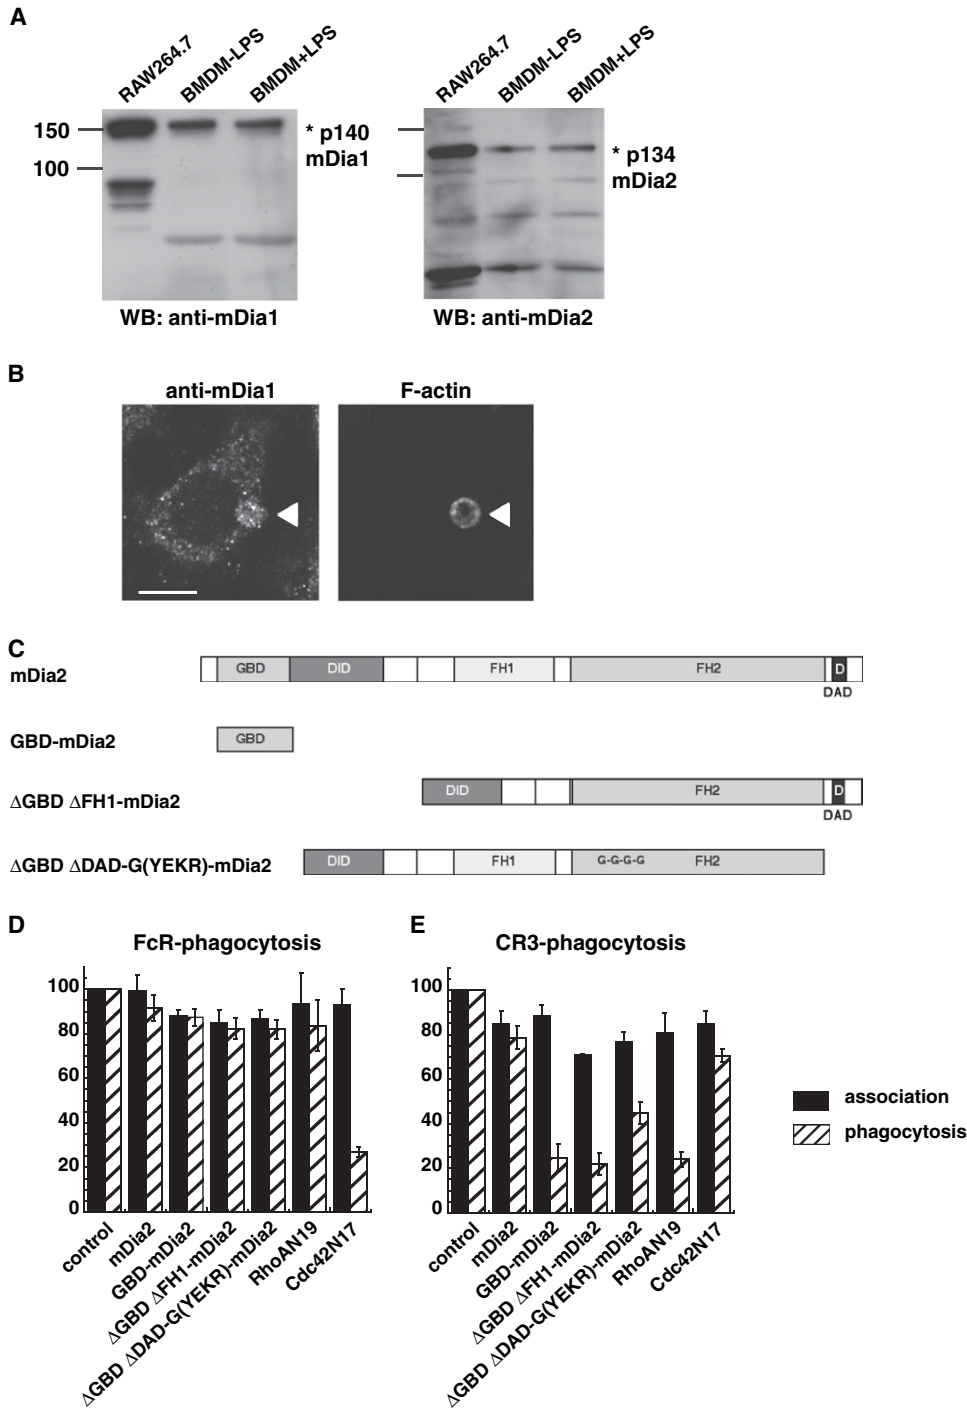 A
RAW264.7
BMDM-LPS
BMDM+LPS
150
100
* p140
mDia1
WB: anti-mDia1
RAW264.7
BMDM-LPS
BMDM+LPS
* p134
mDia2
WB: anti-mDia2
B
anti-mDia1
F-actin
C
mDia2
GBD
DID
FH1
FH2
D
DAD
GBD-mDia2
GBD
ΔGBD ΔFH1-mDia2
DID
FH2
D
DAD
ΔGBD ΔDAD-G(YEKR)-mDia2
DID
FH1
G-G-G-G
FH2
D
FcR-phagocytosis
100
80
60
40
20
0
control
mDia2
GBD-mDia2
ΔGBD ΔFH1-mDia2
ΔGBD ΔDAD-G(YEKR)-mDia2
RhoAN19
Cdc42N17
E
CR3-phagocytosis
100
80
60
40
20
0
control
mDia2
GBD-mDia2
ΔGBD ΔFH1-mDia2
ΔGBD ΔDAD-G(YEKR)-mDia2
RhoAN19
Cdc42N17
association
phagocytosis